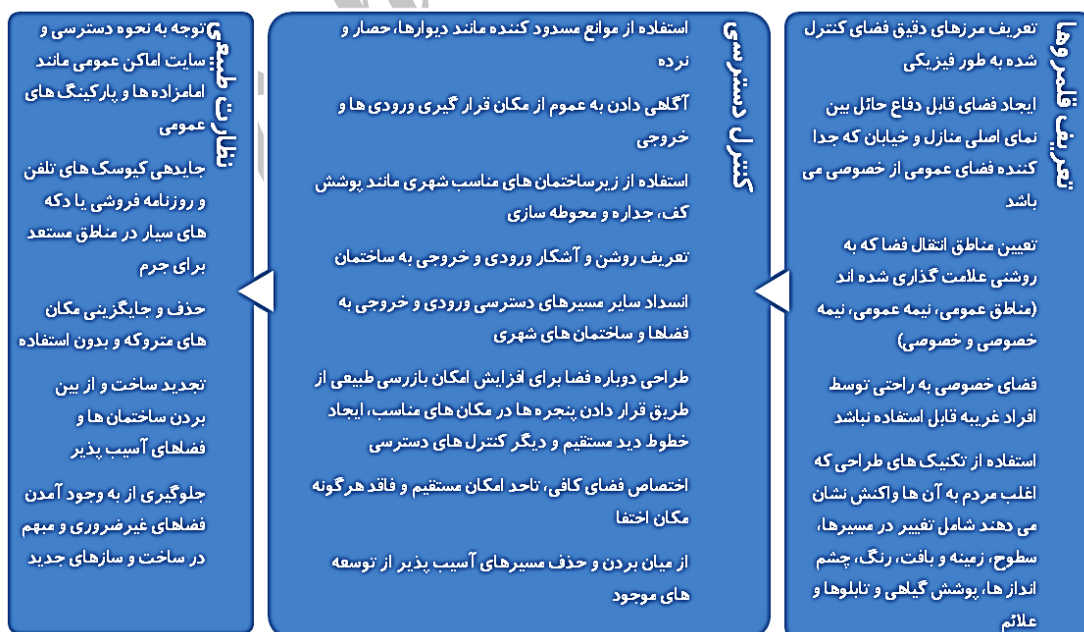 تعریف قلمروها
تعریف مرزهای دقیق فضای کنترل
شده به طور فیزیکی
ایجاد فضای قابل دفاع حائل بین
نمای اصلی منازل و خیابان که جدا
کننده فضای عمومی از خصوصی می
باشد
تعیین مناطق انتقال فضا که به
روشنی علامت گذاری شده اند
(مناطق عمومی، نیمه عمومی، نیمه
خصوصی و خصوصی)
فضای خصوصی به راحتی توسط
افراد غریبه قابل استفاده نباشد
استفاده از تکنیک های طراحی که
اغلب مردم به آن ها واکنش نشان
می دهند شامل تغییر در مسیرها،
سطوح، زمینه و بافت، رنگ، چشم
انداز ها، پوشش گیاهی و تابلوها و
علائم
کنترل دسترسی
استفاده از موانع مسدود کننده مانند دیوارها، حصار و
نرده
آگاهی دادن به عموم از مکان قرار گیری ورودی ها و
خروجی
استفاده از زیرساختمان های مناسب شهری مانند پوشش
کف، جداره و محوطه سازی
تعریف روشن و آشکار ورودی و خروجی به ساختمان
انسداد سایر مسیرهای دسترسی ورودی و خروجی به
فضاها و ساختمان های شهری
طراحی دوباره فضا برای افزایش امکان بازرسی طبیعی از
طریق قرار دادن پنجره ها در مکان های مناسب، ایجاد
خطوط دید مستقیم و دیگر کنترل های دسترسی
اختصاص فضای کافی، تاحد امکان مستقیم و فاقد هرگونه
مکان اختفا
از میان بردن و حذف مسیرهای آسیب پذیر از توسعه
های موجود
نظارت طبیعی
توجه به نحوه دسترسی و
سایت اماکن عمومی مانند
امامزاده ها و پارکینگ های
عمومی
جایدهی کیوسک های تلفن
و روزنامه فروشی یا دکه
های سیار در مناطق مستعد
برای جرم
حذف و جایگزینی مکان
های متروکه و بدون استفاده
تجدید ساخت و از بین
بردن ساختمان ها و
فضاهای آسیب پذیر
جلوگیری از به وجود آمدن
فضاهای غیرضروری و مبهم
در ساخت و سازهای جدید